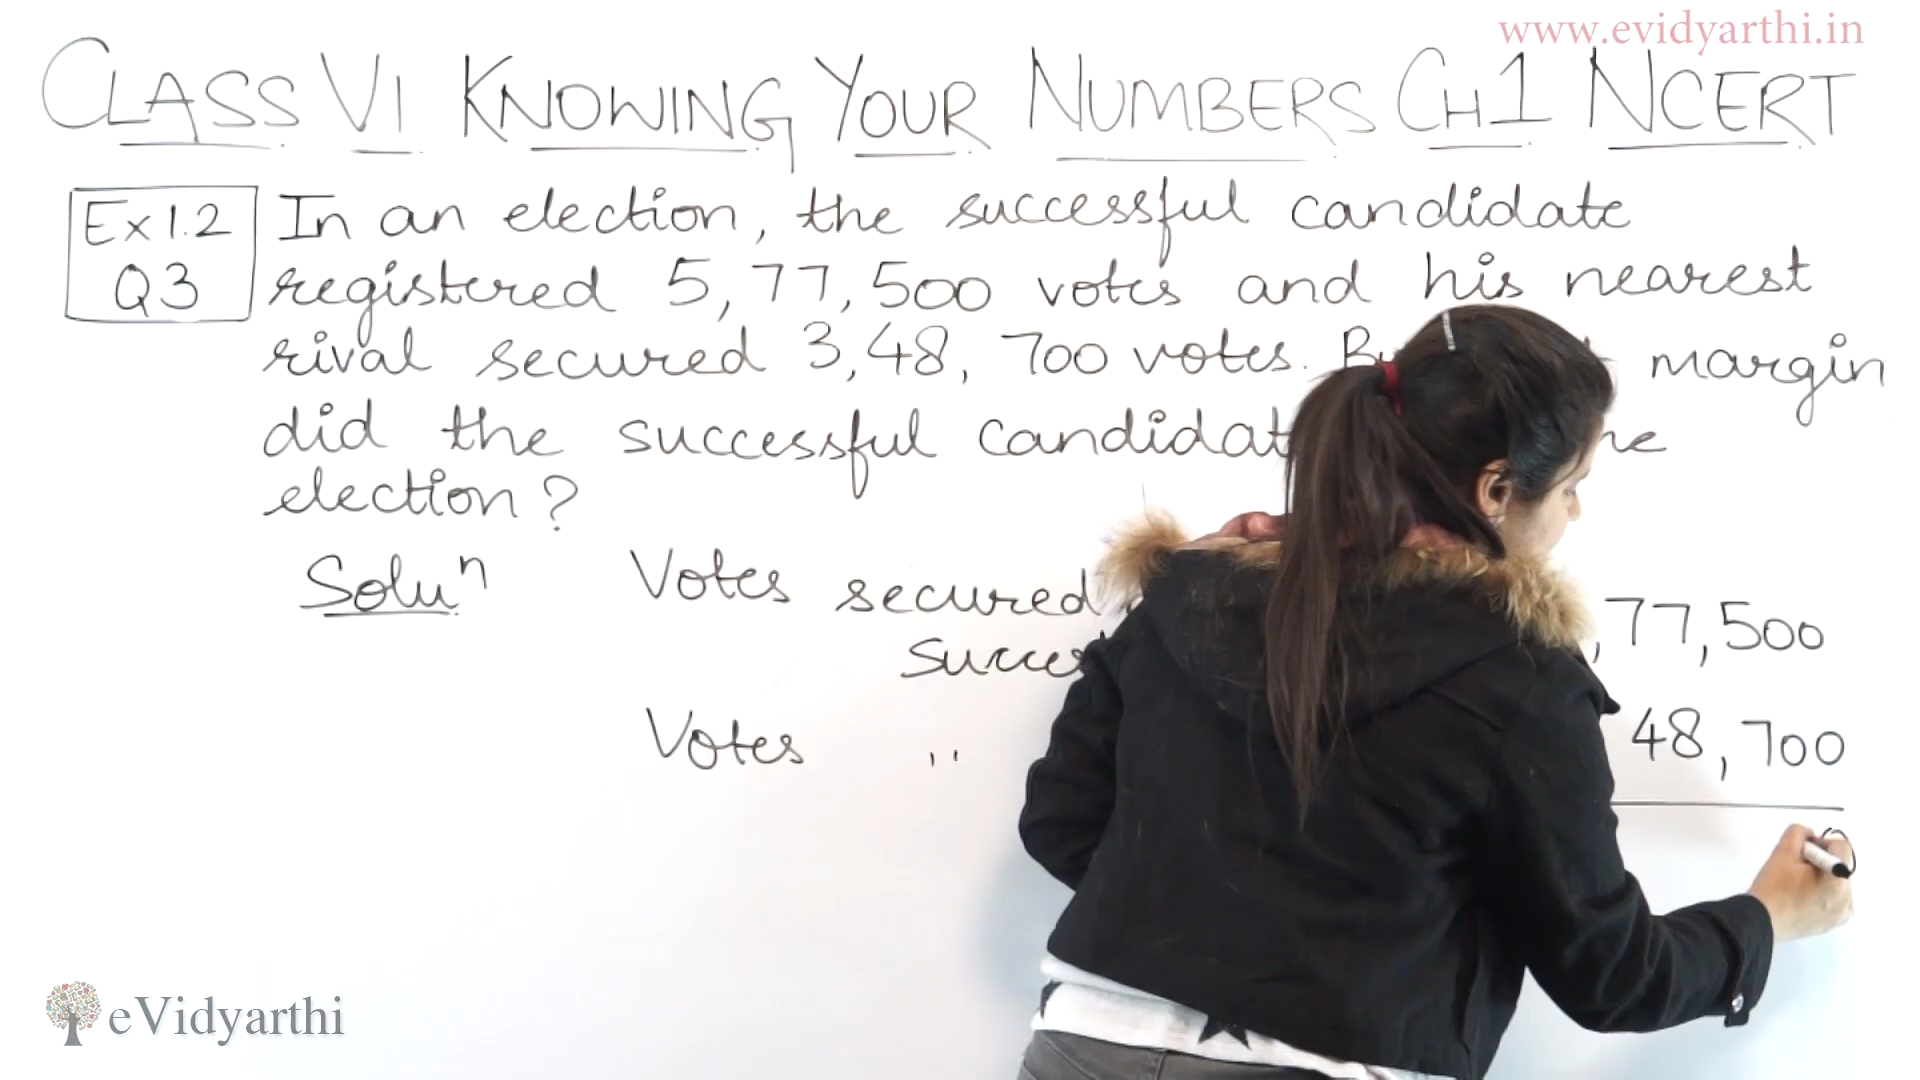 www.evidyarthi.in
CLASS VI KNOWING YOUR NUMBERS CH1 NCERT
Ex 1.2
Q3
In an election, the successful candidate
registered 5,77,500 votes and his nearest
rival secured 3,48,700 votes. margin
did the successful
election?
Soluⁿ
Votes secured
,77,500
Votes ,, 48,700
eVidyarthi